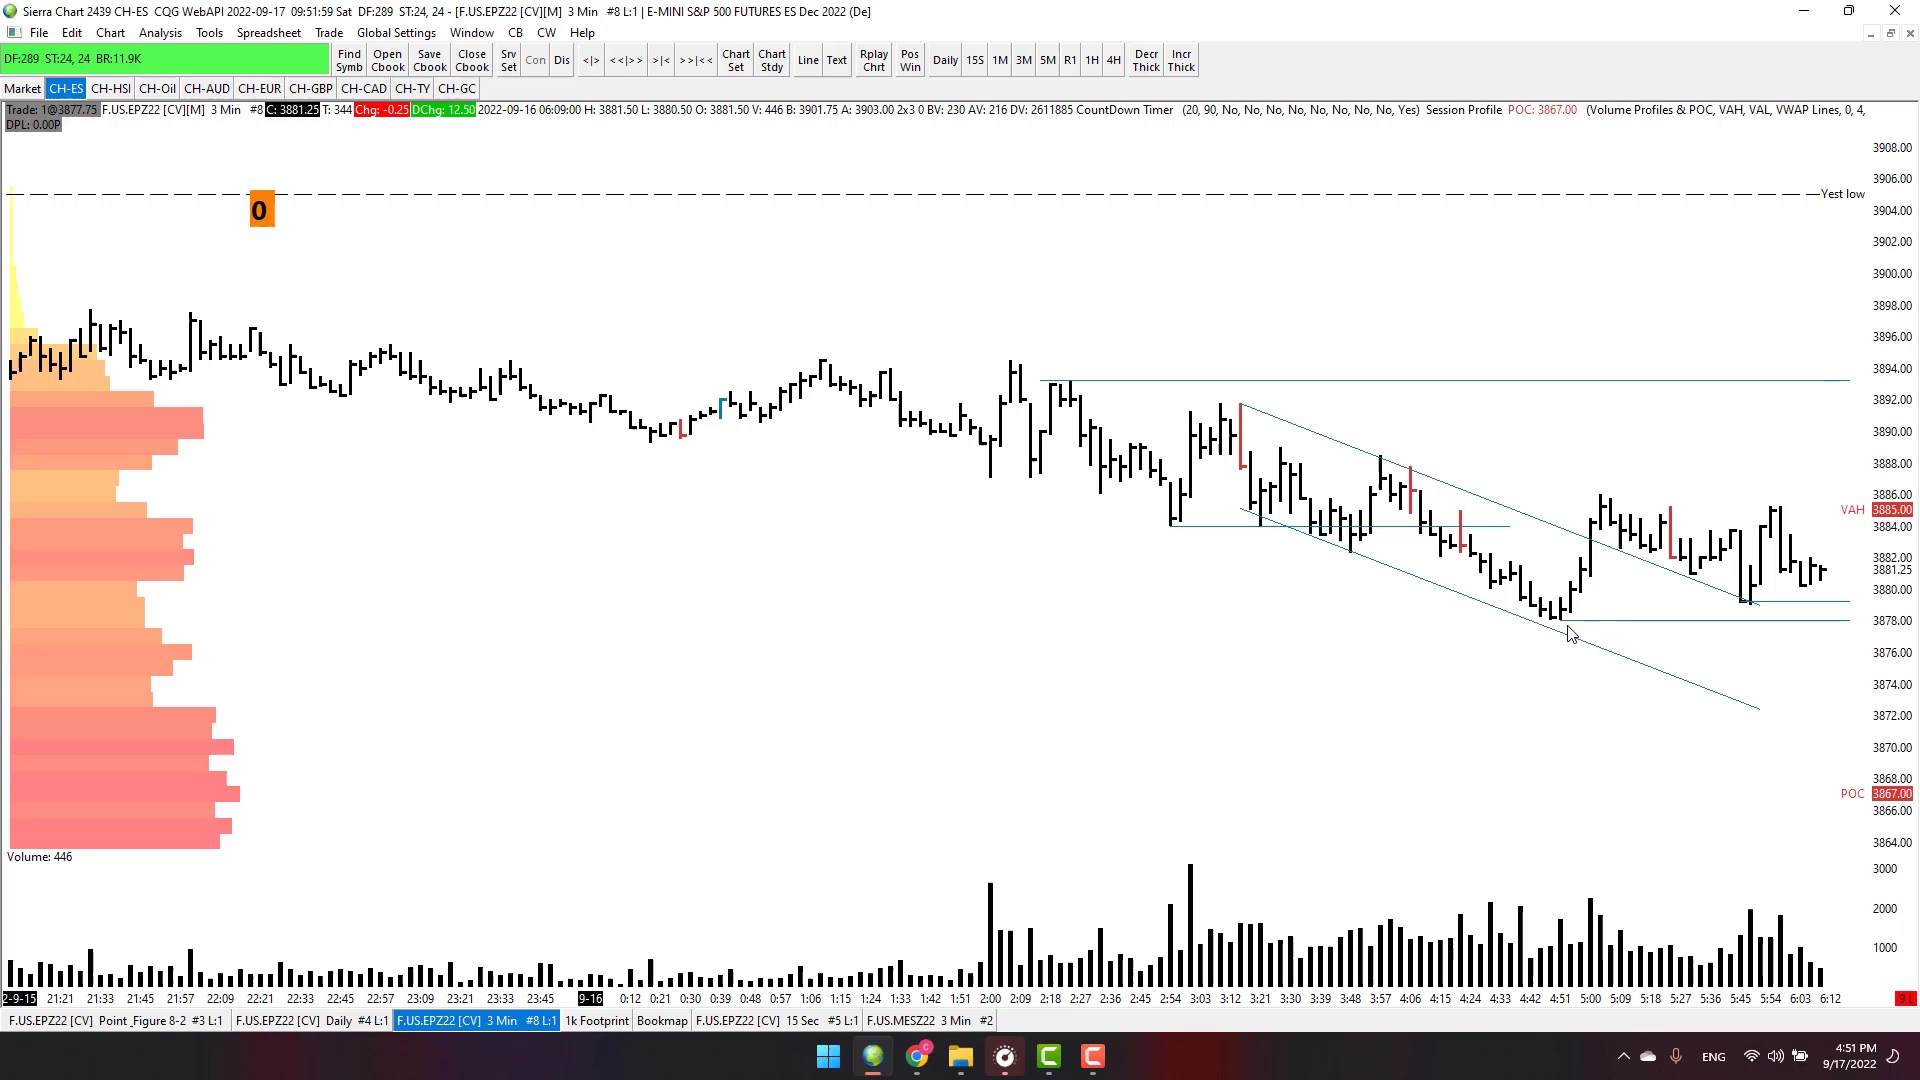 Sierra Chart 2439 CH-ES  CQG WebAPI 2022-09-17  09:51:59 Sat  DF:289  ST:24, 24 - [F.US.EPZ22 [CV][M]  3 Min   #8 L:1 | E-MINI S&P 500 FUTURES ES Dec 2022 (De]
File  Edit  Chart  Analysis  Tools  Spreadsheet  Trade  Global Settings  Window  CB  CW  Help
DF:289  ST:24, 24  BR:11.9K
Find Symb  Open Cbook  Save Cbook  Close Cbook  Srv Set  Con  Dis  <|>  <<|>>  >|<  >>|<<  Chart Set  Chart Stdy  Line  Text  Rplay Chrt  Pos Win  Daily  15S  1M  3M  5M  R1  1H  4H  Decr Thick  Incr Thick
Market  CH-ES  CH-HSI  CH-Oil  CH-AUD  CH-EUR  CH-GBP  CH-CAD  CH-TY  CH-GC
Trade: 1@3877.75  F.US.EPZ22 [CV][M]  3 Min   #8  C: 3881.25  T: 344  Chg: -0.25  DChg: 12.50  2022-09-16 06:09:00 H: 3881.50 L: 3880.50 O: 3881.50 V: 446 B: 3901.75 A: 3903.00 2x3 0 BV: 230 AV: 216 DV: 2611885 CountDown Timer  (20, 90, No, No, No, No, No, No, No, No, Yes)  Session Profile  POC: 3867.00  (Volume Profiles & POC, VAH, VAL, VWAP Lines, 0, 4,
DPL: 0.00P
3908.00
3906.00
Yest low
0
3904.00
3902.00
3900.00
3898.00
3896.00
3894.00
3892.00
3890.00
3888.00
3886.00
VAH 3885.00
3884.00
3882.00
3881.25
3880.00
3878.00
3876.00
3874.00
3872.00
3870.00
3868.00
POC 3867.00
3866.00
3864.00
Volume: 446
3000
2000
1000
2-9-15  21:21  21:33  21:45  21:57  22:09  22:21  22:33  22:45  22:57  23:09  23:21  23:33  23:45  9-16  0:12  0:21  0:30  0:39  0:48  0:57  1:06  1:15  1:24  1:33  1:42  1:51  2:00  2:09  2:18  2:27  2:36  2:45  2:54  3:03  3:12  3:21  3:30  3:39  3:48  3:57  4:06  4:15  4:24  4:33  4:42  4:51  5:00  5:09  5:18  5:27  5:36  5:45  5:54  6:03  6:12  9 L
F.US.EPZ22 [CV]  Point _Figure 8-2  #3 L:1  F.US.EPZ22 [CV]  Daily  #4 L:1  F.US.EPZ22 [CV]  3 Min   #8 L:1  1k Footprint  Bookmap  F.US.EPZ22 [CV]  15 Sec  #5 L:1  F.US.MESZ22  3 Min  #2
ENG
4:51 PM
9/17/2022